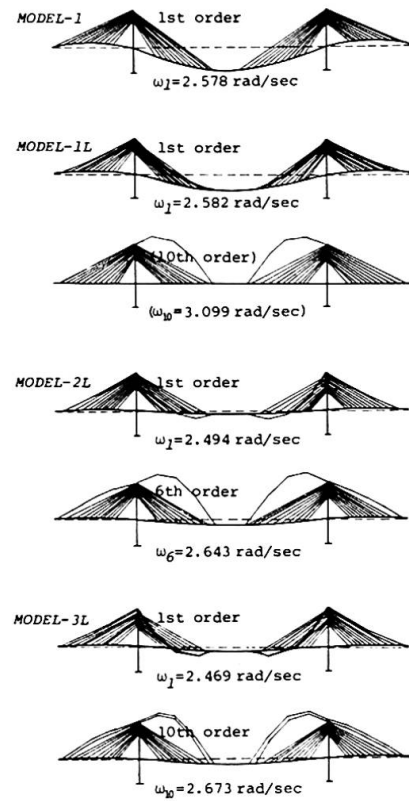 MODEL-1 1st order
ω1=2.578 rad/sec
MODEL-1L 1st order
ω1=2.582 rad/sec
(10th order)
(ω10=3.099 rad/sec)
MODEL-2L 1st order
ω1=2.494 rad/sec
6th order
ω6=2.643 rad/sec
MODEL-3L 1st order
ω1=2.469 rad/sec
10th order
ω10=2.673 rad/sec